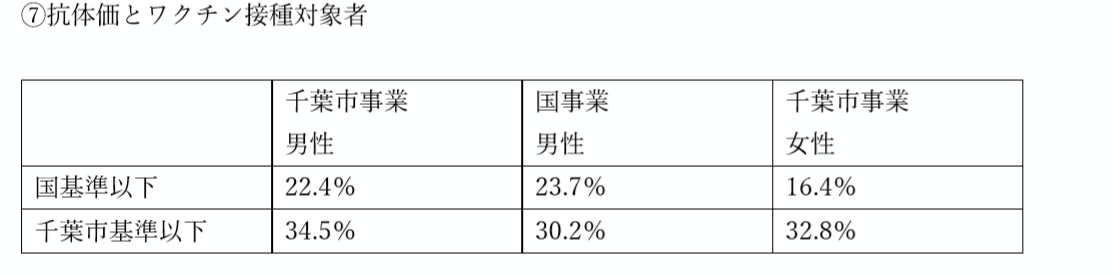 ⑦抗体価とワクチン接種対象者
千葉市事業 国事業 千葉市事業
男性 男性 女性
国基準以下 22.4% 23.7% 16.4%
千葉市基準以下 34.5% 30.2% 32.8%